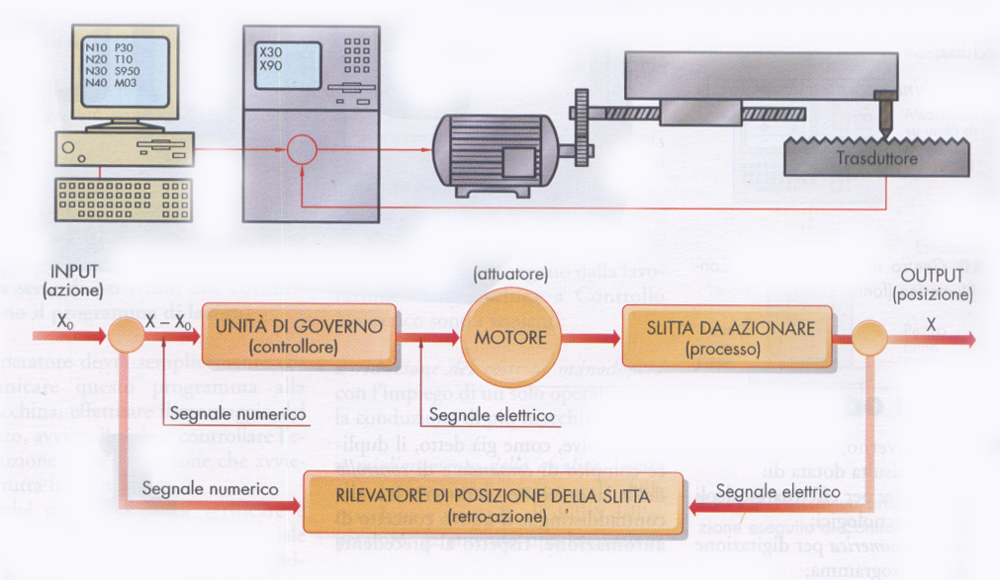 N10 P30
N20 T10
N30 S950
N40 M03
X30
X90
Trasduttore
INPUT
(azione)
X₀
X – X₀
UNITÀ DI GOVERNO
(controllore)
(attuatore)
MOTORE
SLITTA DA AZIONARE
(processo)
OUTPUT
(posizione)
X
Segnale numerico
Segnale elettrico
Segnale numerico
RILEVATORE DI POSIZIONE DELLA SLITTA
(retro-azione)
Segnale elettrico